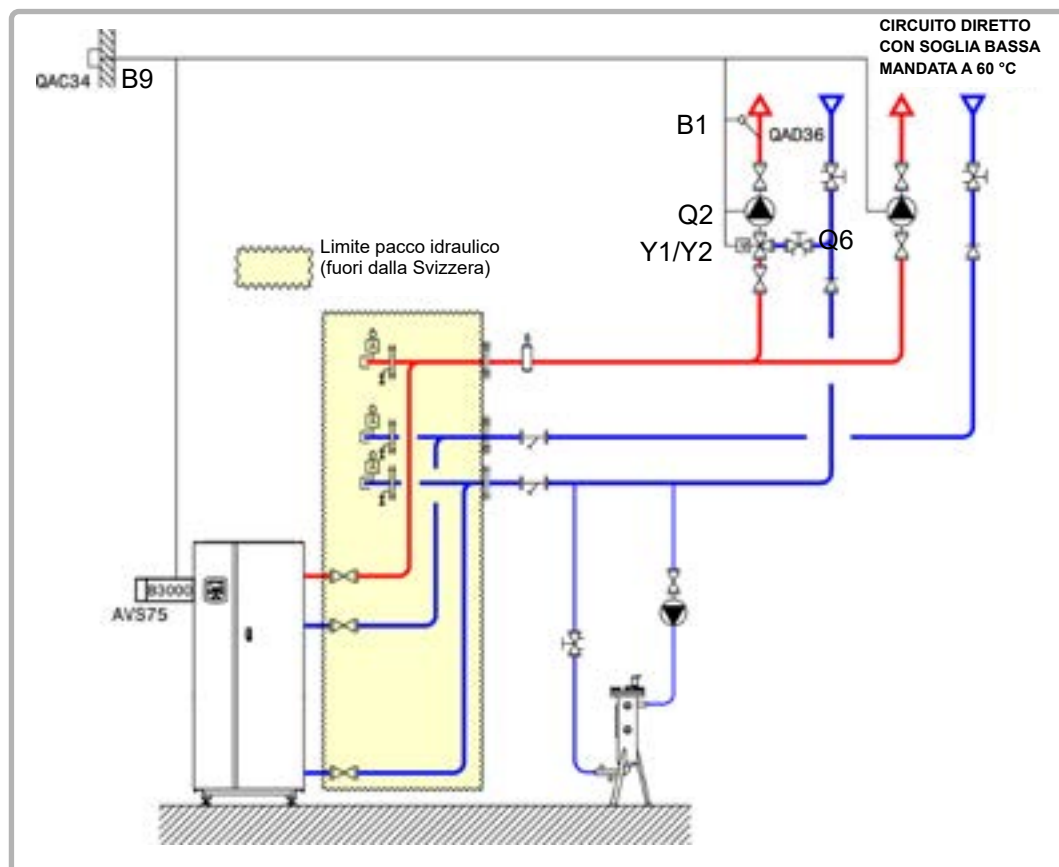 CIRCUITO DIRETTO
CON SOGLIA BASSA
MANDATA A 60 °C
QAC34
B9
B1
QAD36
Q2
Q6
Y1/Y2
Limite pacco idraulico
(fuori dalla Svizzera)
B3000
AVS75